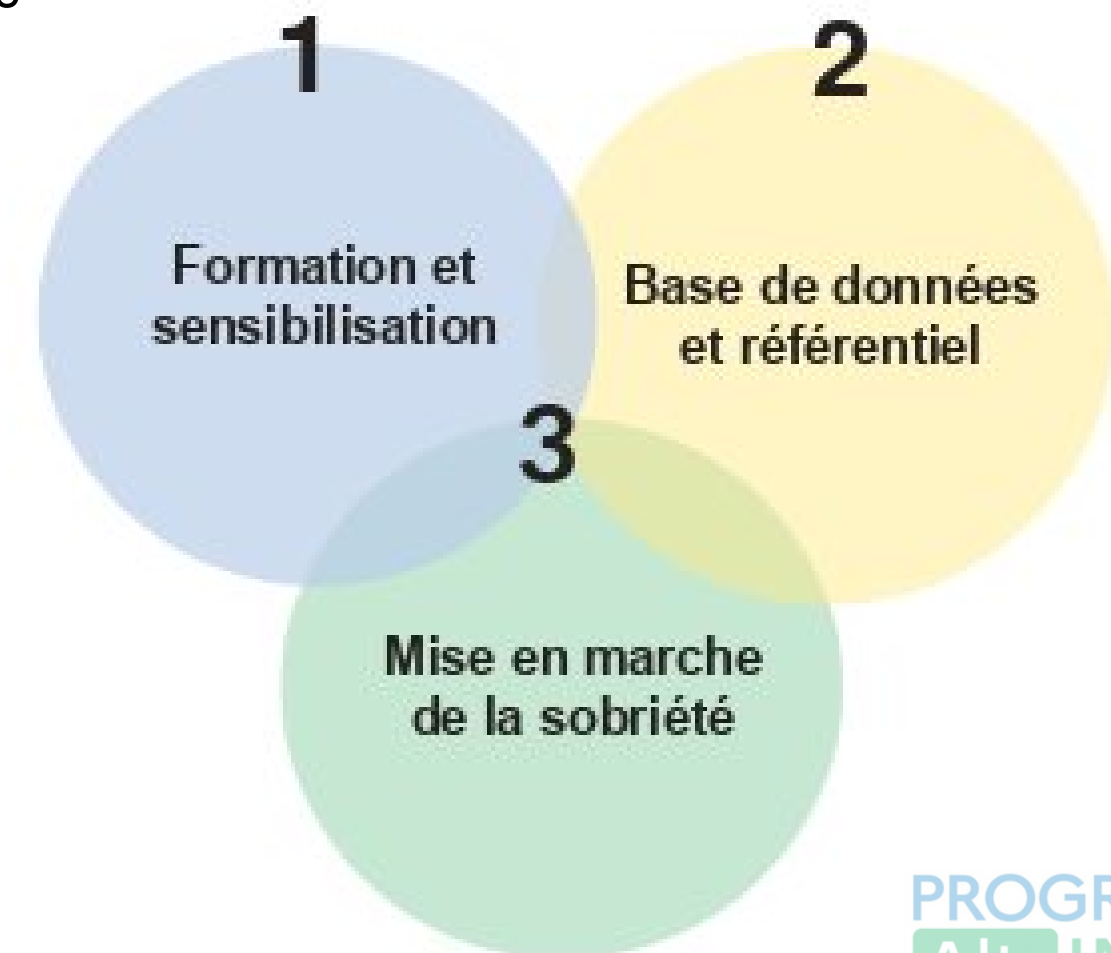 1
Formation et
sensibilisation
2
Base de données
et référentiel
3
Mise en marche
de la sobriété
PROGR